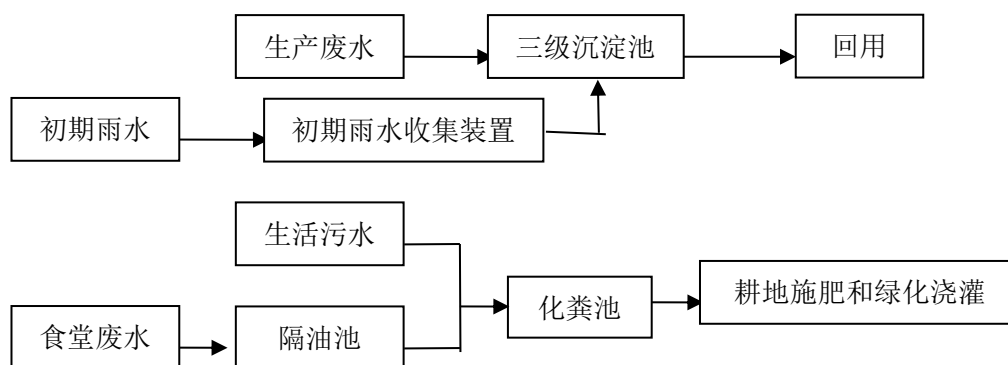 生产废水
三级沉淀池
回用
初期雨水
初期雨水收集装置
生活污水
化粪池
耕地施肥和绿化浇灌
食堂废水
隔油池